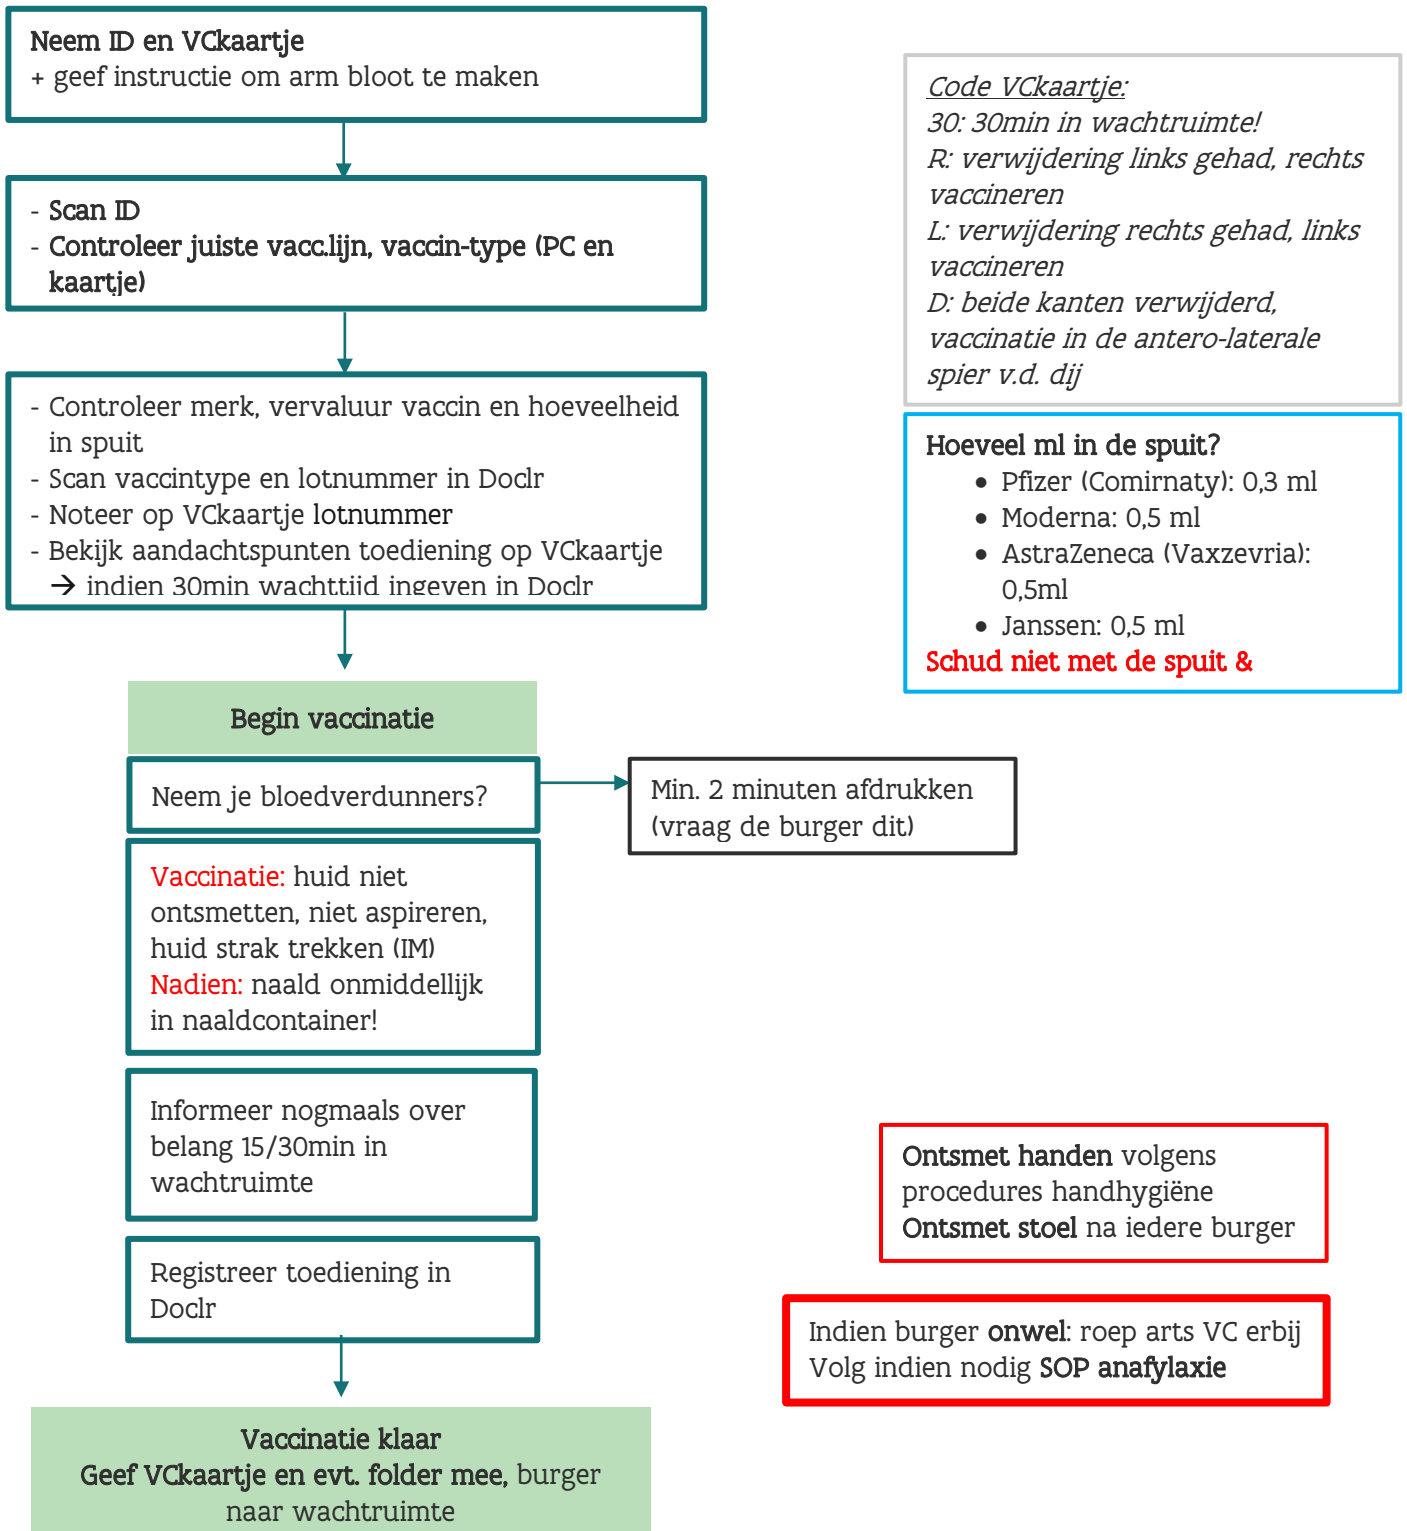 Neem ID en VCkaartje
+ geef instructie om arm bloot te maken
- Scan ID
- Controleer juiste vacc.lijn, vaccin-type (PC en
kaartje)
- Controleer merk, vervaluur vaccin en hoeveelheid
in spuit
- Scan vaccintype en lotnummer in Doclr
- Noteer op VCkaartje lotnummer
- Bekijk aandachtspunten toediening op VCkaartje
→ indien 30min wachttijd ingeven in Doclr
Begin vaccinatie
Neem je bloedverdunners?
Min. 2 minuten afdrukken
(vraag de burger dit)
Vaccinatie: huid niet
ontsmetten, niet aspireren,
huid strak trekken (IM)
Nadien: naald onmiddellijk
in naaldcontainer!
Informeer nogmaals over
belang 15/30min in
wachtruimte
Registreer toediening in
Doclr
Vaccinatie klaar
Geef VCkaartje en evt. folder mee, burger
naar wachtruimte
Code VCkaartje:
30: 30min in wachtruimte!
R: verwijdering links gehad, rechts
vaccineren
L: verwijdering rechts gehad, links
vaccineren
D: beide kanten verwijderd,
vaccinatie in de antero-laterale
spier v.d. dij
Hoeveel ml in de spuit?
• Pfizer (Comirnaty): 0,3 ml
• Moderna: 0,5 ml
• AstraZeneca (Vaxzevria):
0,5ml
• Janssen: 0,5 ml
Schud niet met de spuit &
Ontsmet handen volgens
procedures handhygiëne
Ontsmet stoel na iedere burger
Indien burger onwel: roep arts VC erbij
Volg indien nodig SOP anafylaxie